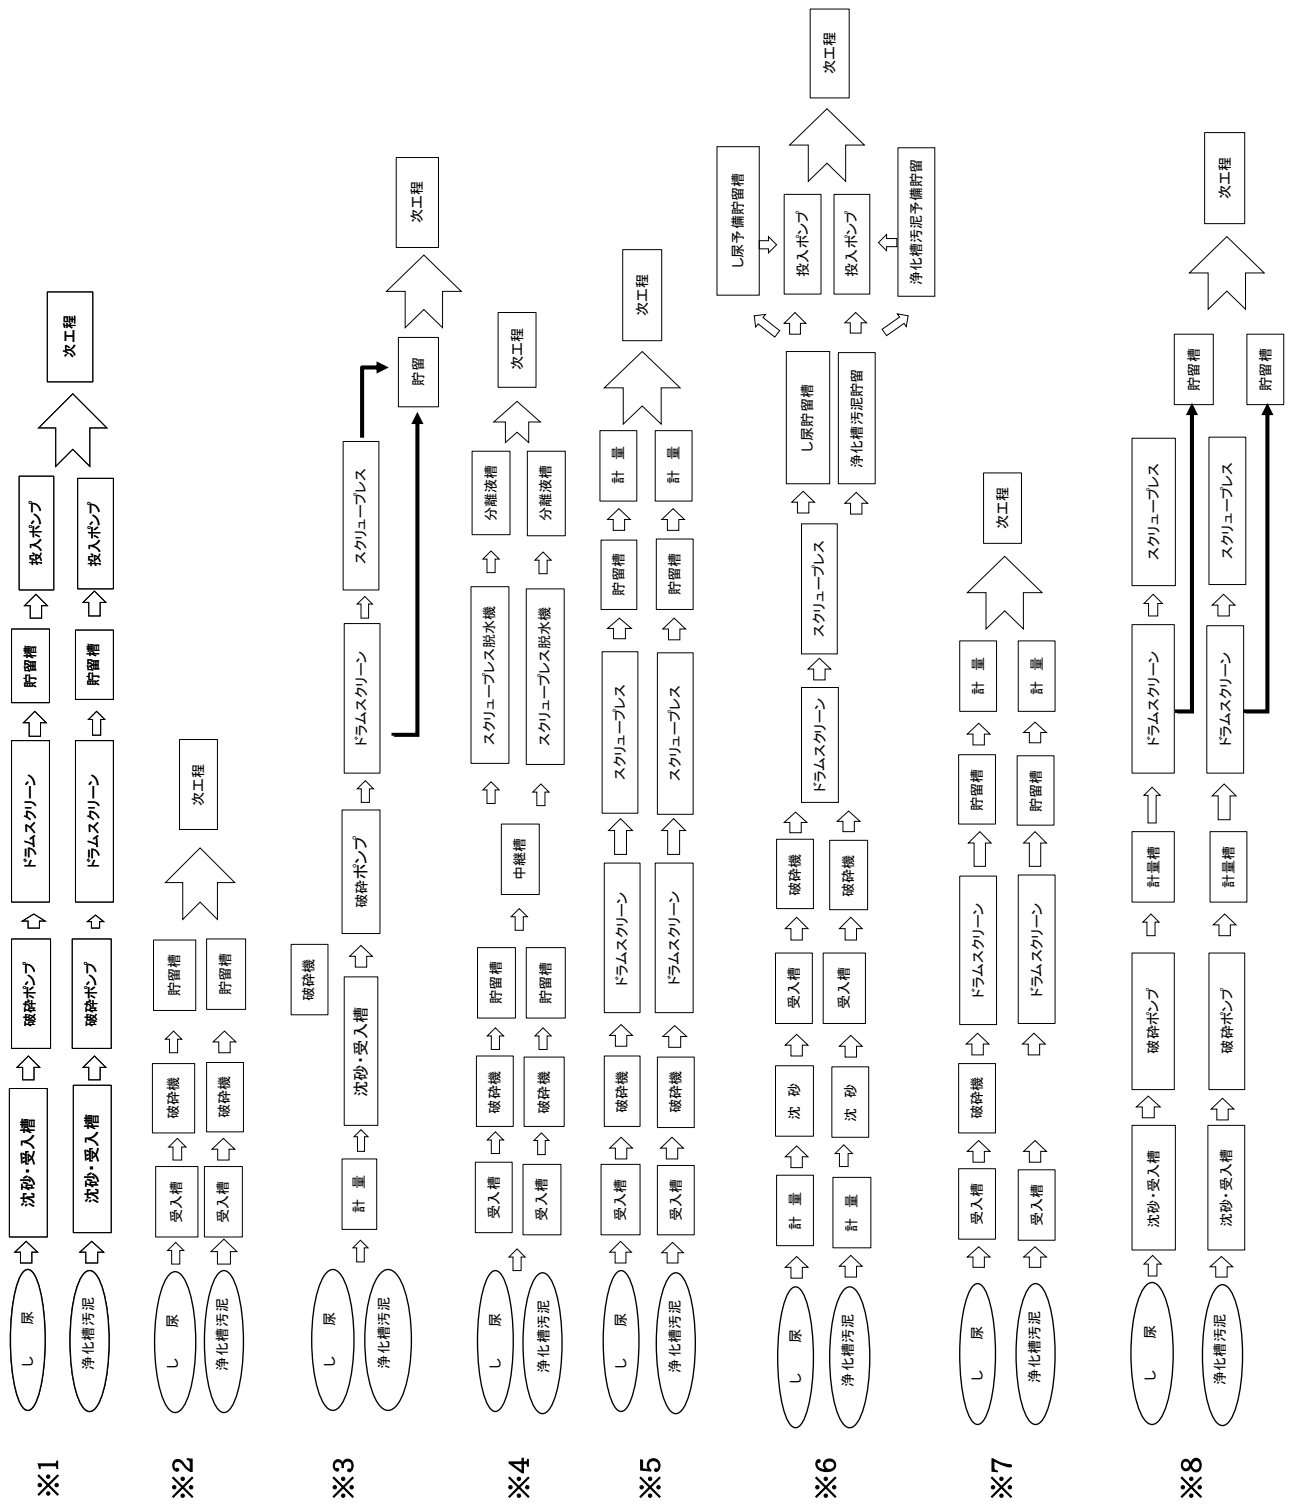 ※1
し　尿
沈砂・受入槽
破砕ポンプ
ドラムスクリーン
貯留槽
投入ポンプ
浄化槽汚泥
沈砂・受入槽
破砕ポンプ
ドラムスクリーン
貯留槽
投入ポンプ
次工程
※2
し　尿
受入槽
破砕機
貯留槽
浄化槽汚泥
受入槽
破砕機
貯留槽
次工程
※3
し　尿
浄化槽汚泥
計　量
沈砂・受入槽
破砕機
破砕ポンプ
ドラムスクリーン
スクリュープレス
貯留
次工程
※4
し　尿
受入槽
破砕機
貯留槽
浄化槽汚泥
受入槽
破砕機
貯留槽
中継槽
スクリュープレス脱水機
分離液槽
スクリュープレス脱水機
分離液槽
次工程
※5
し　尿
受入槽
破砕機
ドラムスクリーン
スクリュープレス
貯留槽
計　量
浄化槽汚泥
受入槽
破砕機
ドラムスクリーン
スクリュープレス
貯留槽
計　量
次工程
※6
し　尿
計　量
沈　砂
受入槽
破砕機
浄化槽汚泥
計　量
沈　砂
受入槽
破砕機
ドラムスクリーン
スクリュープレス
し尿貯留槽
し尿予備貯留槽
投入ポンプ
浄化槽汚泥貯留
投入ポンプ
浄化槽汚泥予備貯留
次工程
※7
し　尿
受入槽
破砕機
ドラムスクリーン
貯留槽
計　量
浄化槽汚泥
受入槽
ドラムスクリーン
貯留槽
計　量
次工程
※8
し　尿
沈砂・受入槽
破砕ポンプ
計量槽
ドラムスクリーン
スクリュープレス
貯留槽
浄化槽汚泥
沈砂・受入槽
破砕ポンプ
計量槽
ドラムスクリーン
スクリュープレス
貯留槽
次工程